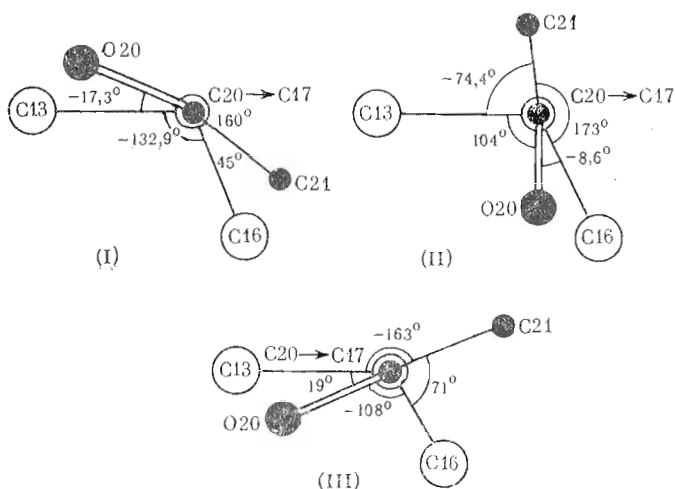 O20
C13
-17,3°
C20→C17
160°
-132,9°
45°
C21
C16
(I)
C21
-74,4°
C13
C20→C17
104°
173°
-8,6°
O20
C16
(II)
-163°
C21
C20→C17
C13
19°
71°
-108°
O20
C16
(III)